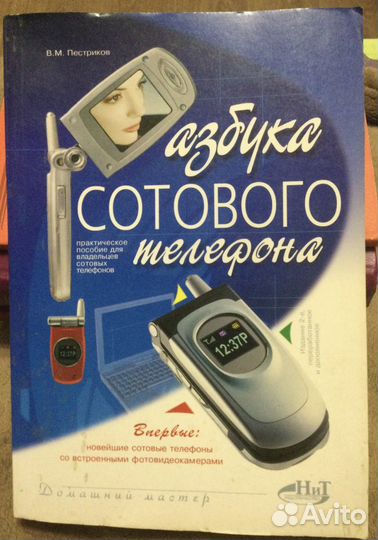 В.М. Пестриков
азбука
СОТОВОГО
телефона
практическое
пособие для
владельцев
сотовых
телефонов
12:37P
12:37P
Издание 2-е,
переработанное
и дополненное
Впервые:
новейшие сотовые телефоны
со встроенными фотовидеокамерами
Домашний мастер
НиТ
Avito